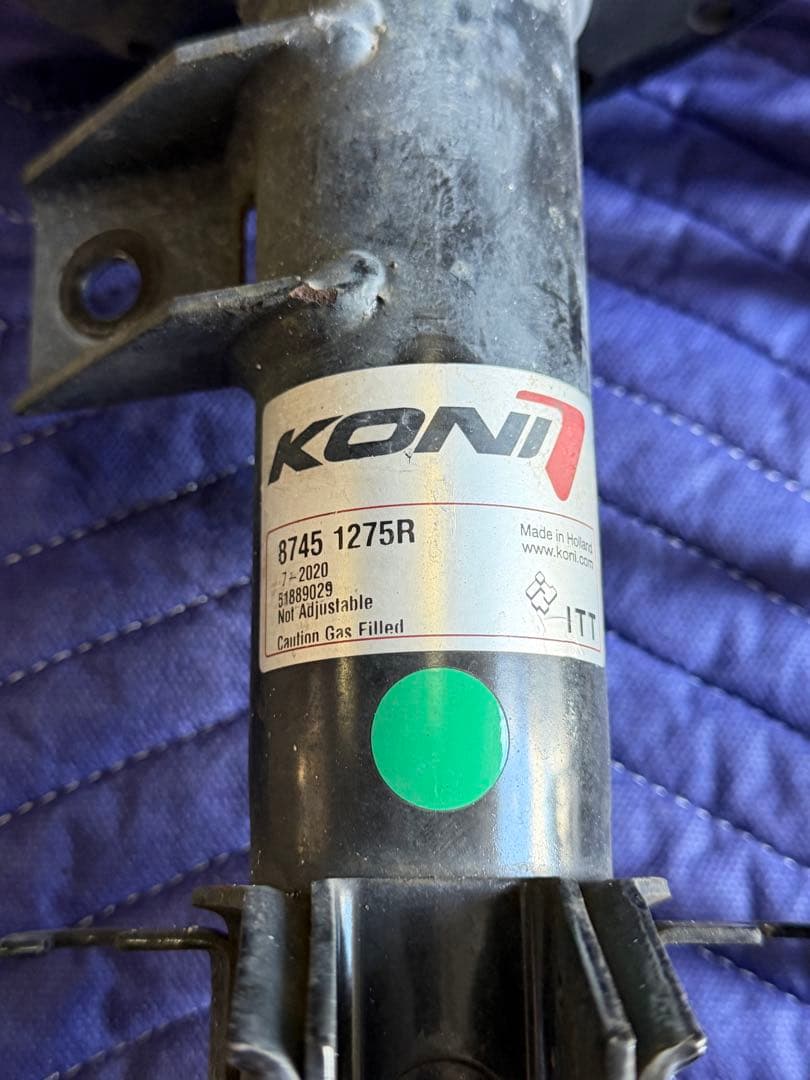 KONI
8745 1275R
7-2020
51889029
Not Adjustable
Caution Gas Filled
Made in Holland
www.koni.com
ITT